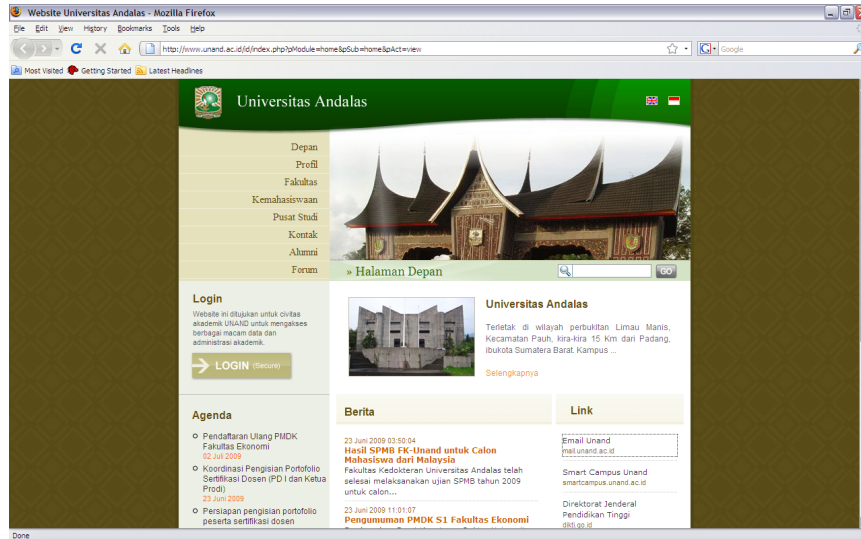 Website Universitas Andalas - Mozilla Firefox
File Edit View History Bookmarks Tools Help
http://www.unand.ac.id/id/index.php?pModule=home&pSub=home&pAct=view
Google
Most Visited Getting Started Latest Headlines
Universitas Andalas
Depan
Profil
Fakultas
Kemahasiswaan
Pusat Studi
Kontak
Alumni
Forum
» Halaman Depan
GO
Login
Website ini ditujukan untuk civitas
akademik UNAND untuk mengakses
berbagai macam data dan
administrasi akademik.
LOGIN (Secure)
Universitas Andalas
Terletak di wilayah perbukitan Limau Manis,
Kecamatan Pauh, kira-kira 15 Km dari Padang,
ibukota Sumatera Barat. Kampus ...
Selengkapnya
Agenda
Pendaftaran Ulang PMDK
Fakultas Ekonomi
02 Juli 2009
Koordinasi Pengisian Portofolio
Sertifikasi Dosen (PD I dan Ketua
Prodi)
23 Juni 2009
Persiapan pengisian portofolio
peserta sertifikasi dosen
Berita
23 Juni 2009 03:50:04
Hasil SPMB FK-Unand untuk Calon
Mahasiswa dari Malaysia
Fakultas Kedokteran Universitas Andalas telah
selesai melaksanakan ujian SPMB tahun 2009
untuk calon...
23 Juni 2009 11:01:07
Pengumuman PMDK S1 Fakultas Ekonomi
Link
Email Unand
mail.unand.ac.id
Smart Campus Unand
smartcampus.unand.ac.id
Direktorat Jenderal
Pendidikan Tinggi
dikti.go.id
Done